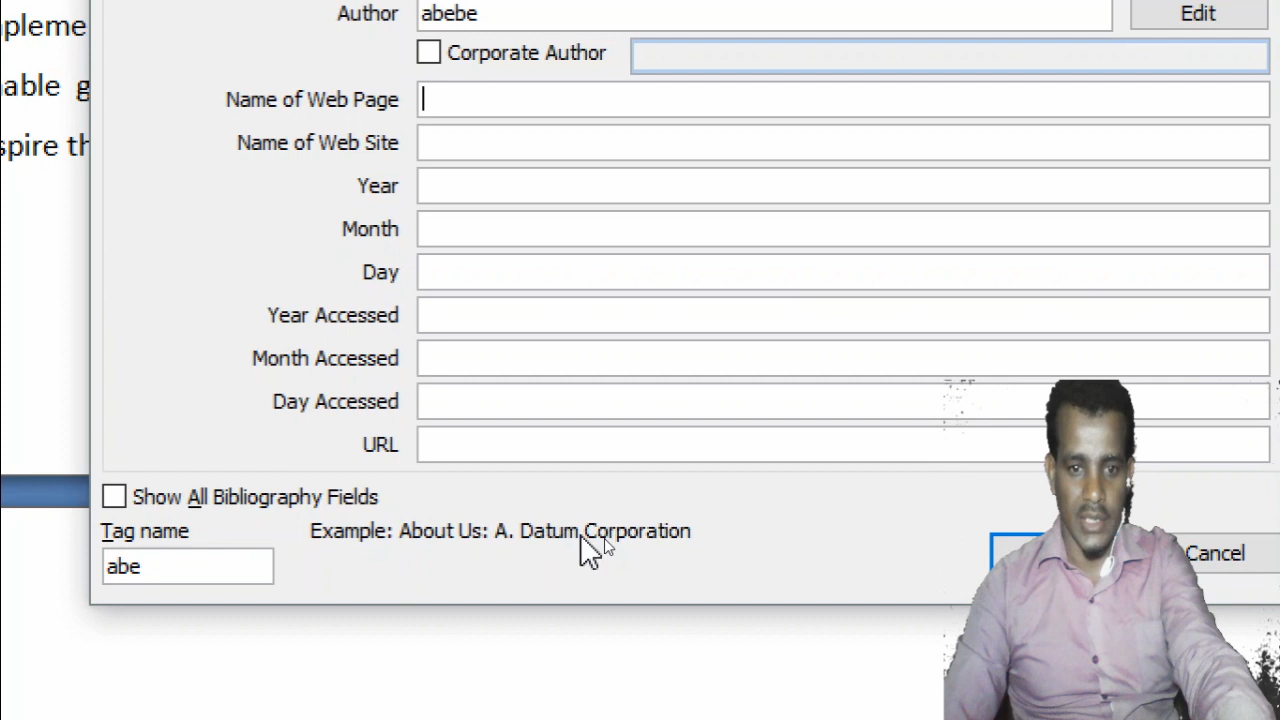 Author abebe Edit
Corporate Author
Name of Web Page
Name of Web Site
Year
Month
Day
Year Accessed
Month Accessed
Day Accessed
URL
Show All Bibliography Fields
Tag name Example: About Us: A. Datum Corporation
abe Cancel
able g
spire th